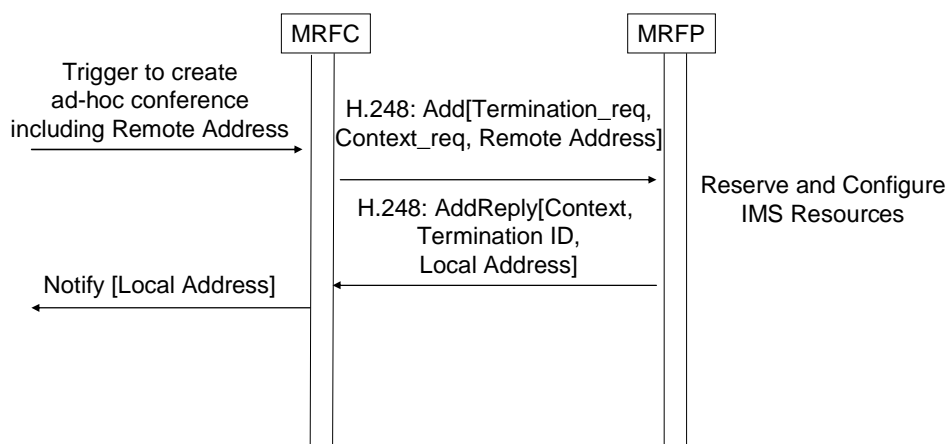 MRFC
MRFP
Trigger to create
ad-hoc conference
including Remote Address
H.248: Add[Termination_req,
Context_req, Remote Address]
Reserve and Configure
IMS Resources
H.248: AddReply[Context,
Termination ID,
Local Address]
Notify [Local Address]